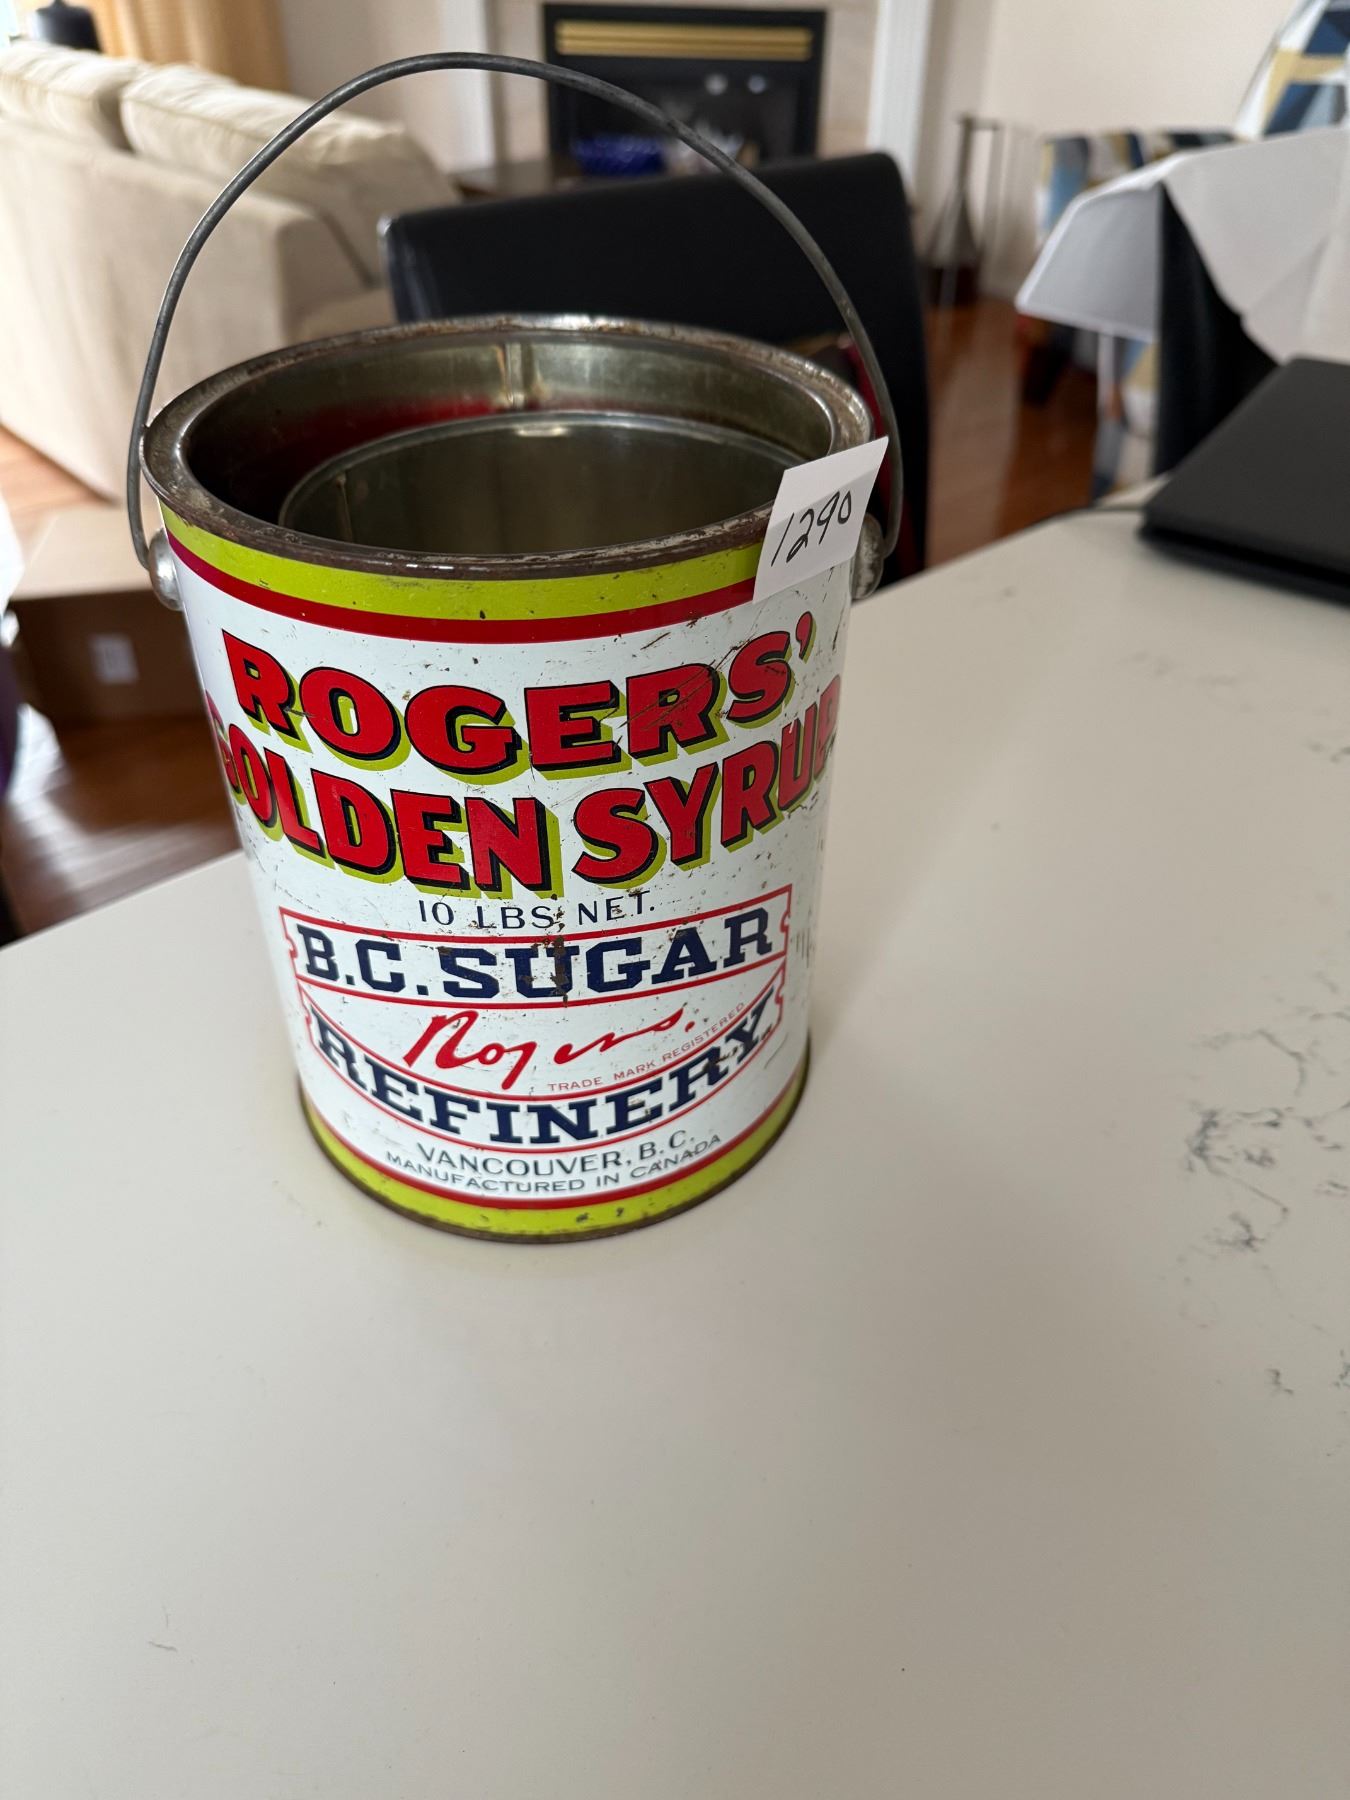 1290
ROGERS'
GOLDEN SYRUP
10 LBS. NET.
B.C. SUGAR
Rogers.
TRADE MARK REGISTERED
REFINERY
VANCOUVER, B.C.
MANUFACTURED IN CANADA